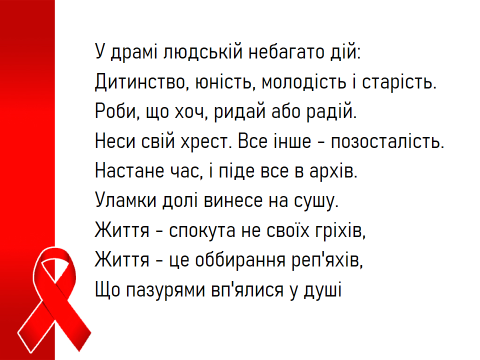 У драмі людській небагато дій:
Дитинство, юність, молодість і старість.
Роби, що хоч, ридай або радій.
Неси свій хрест. Все інше - позосталість.
Настане час, і піде все в архів.
Уламки долі винесе на сушу.
Життя - спокута не своїх гріхів,
Життя - це оббирання реп'яхів,
Що пазурями вп'ялися у душі